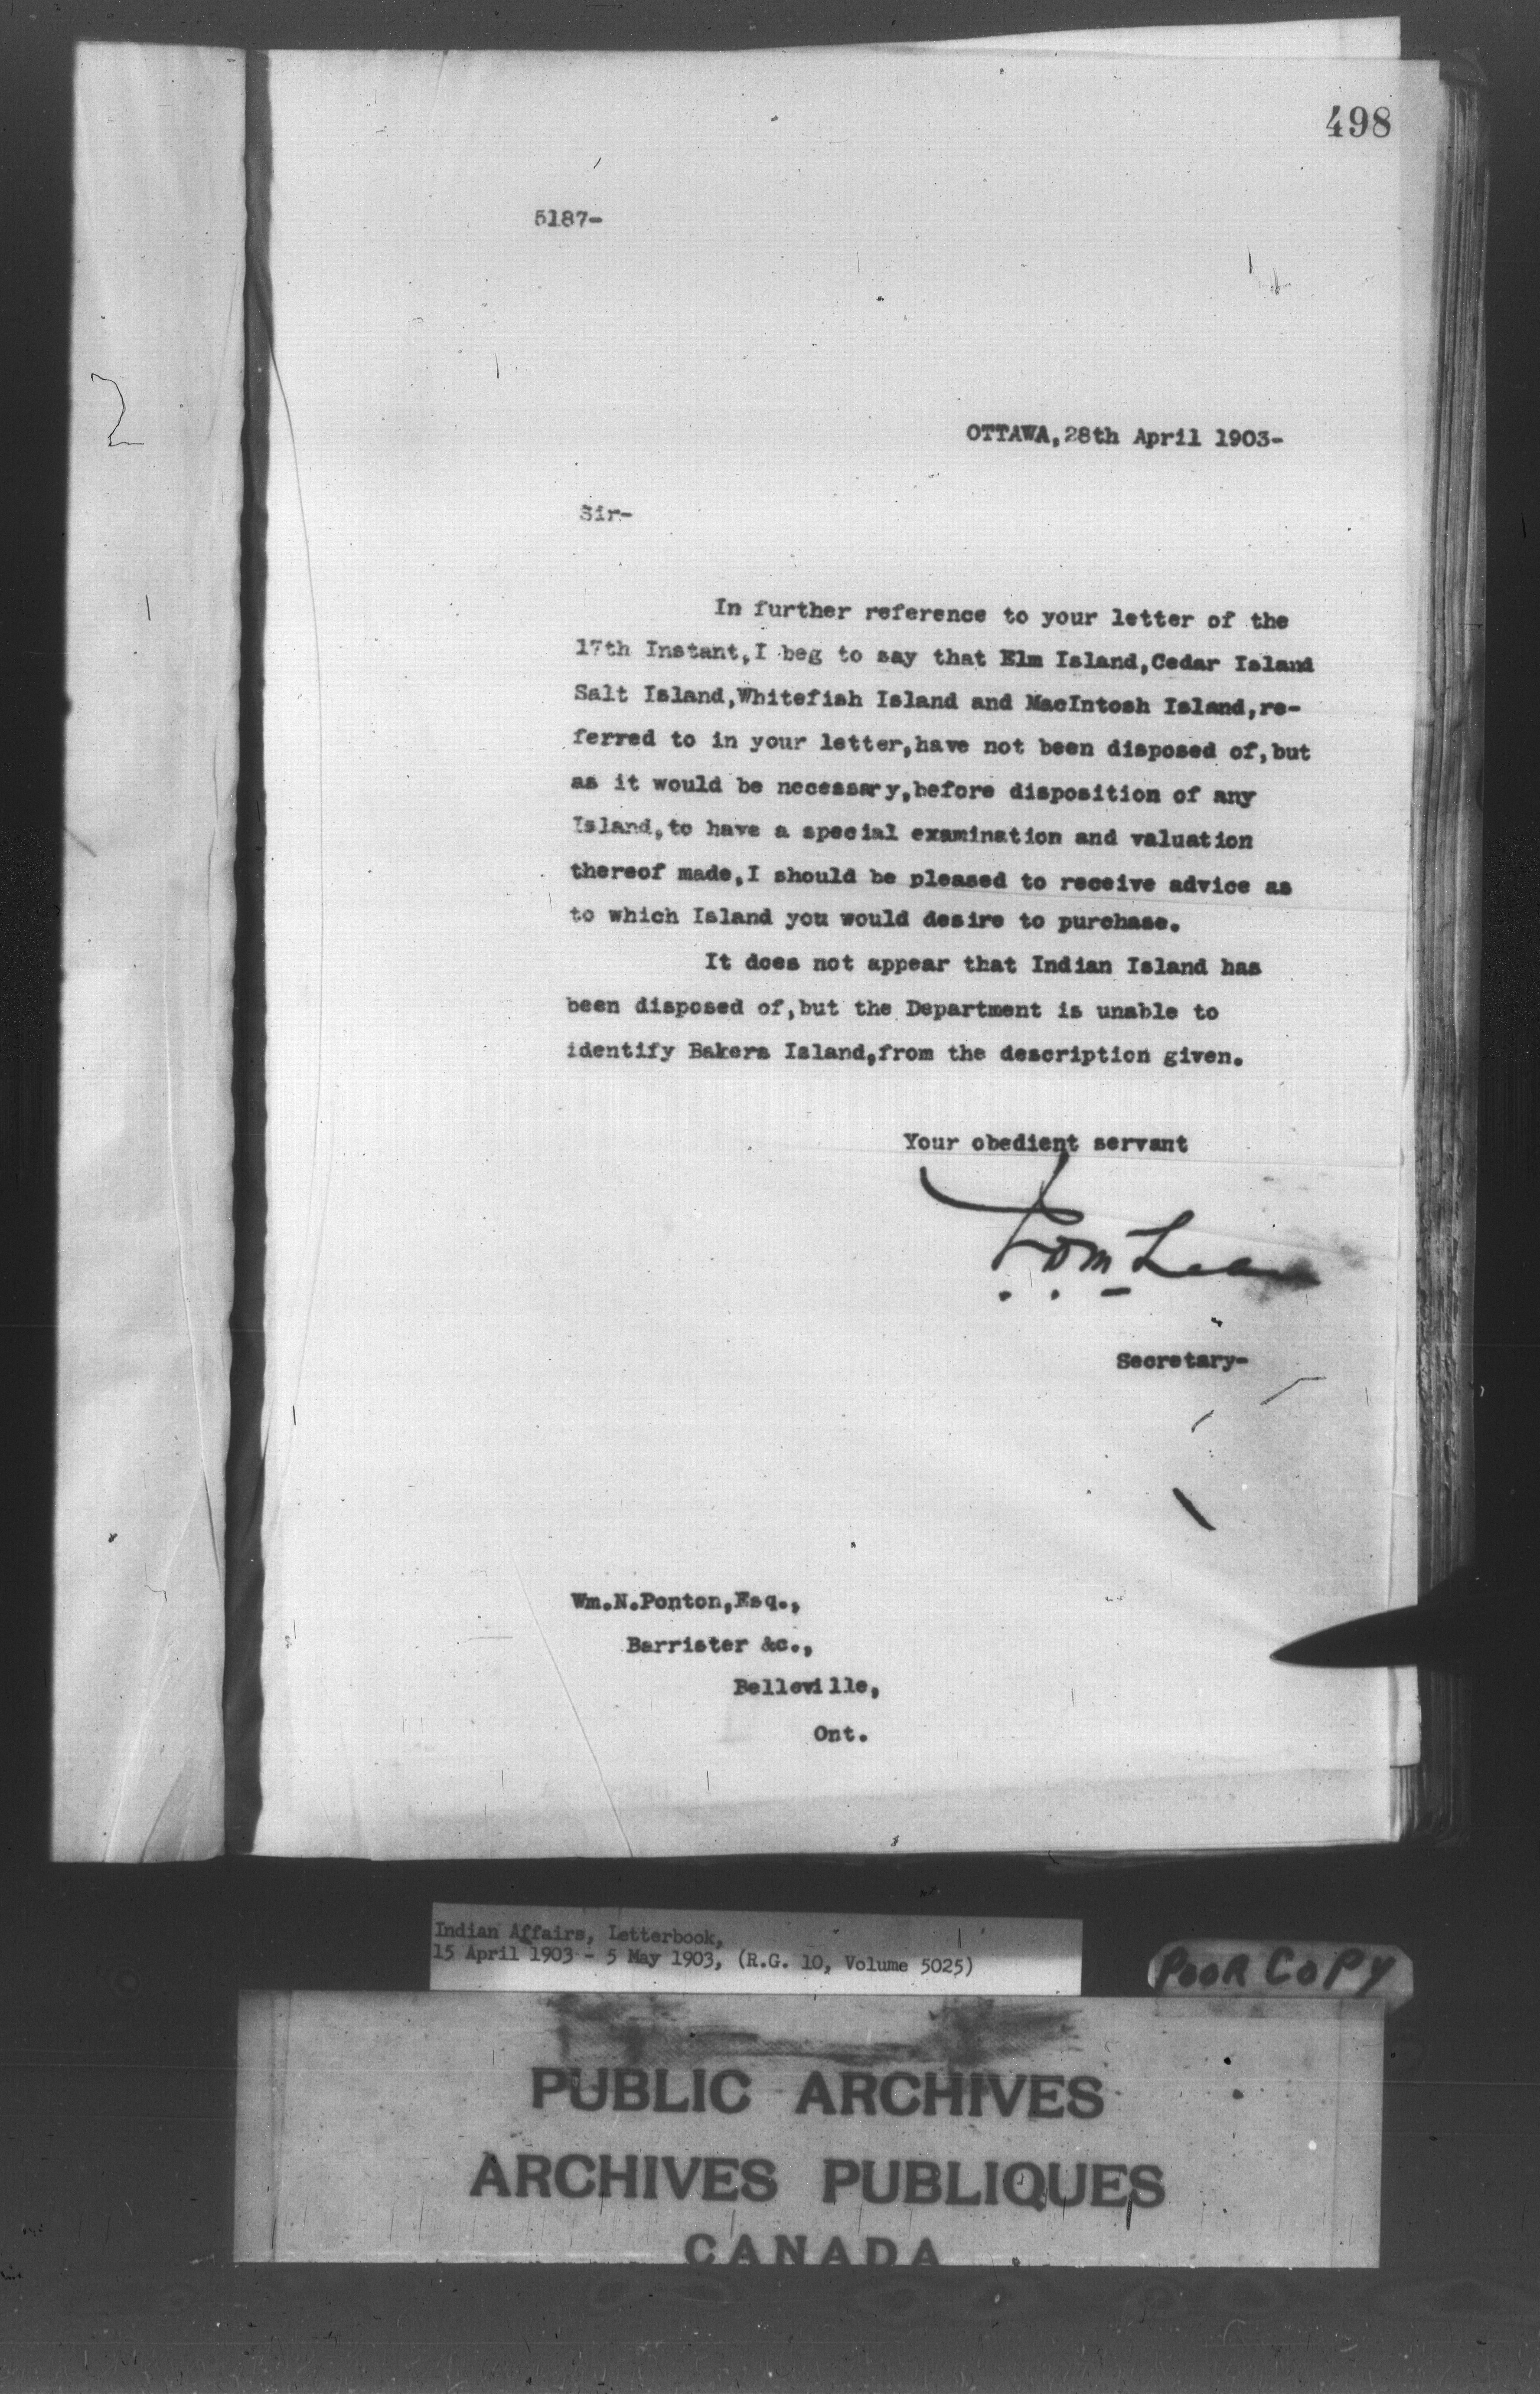 498
5187-
OTTAWA,28th April 1903-
Sir-
In further reference to your letter of the
17th Instant,I beg to say that Elm Island,Cedar Island
Salt Island,Whitefish Island and MacIntosh Island,re-
ferred to in your letter,have not been disposed of,but
as it would be necessary,before disposition of any
Island,to have a special examination and valuation
thereof made,I should be pleased to receive advice as
to which Island you would desire to purchase.
It does not appear that Indian Island has
been disposed of,but the Department is unable to
identify Bakers Island,from the description given.
Your obedient servant
Secretary-
Wm.N.Ponton,Esq.,
Barrister &c.,
Belleville,
Ont.
2
Indian Affairs, Letterbook,
15 April 1903 - 5 May 1903, (R.G. 10, Volume 5025)
POOR COPY
PUBLIC ARCHIVES
ARCHIVES PUBLIQUES
CANADA